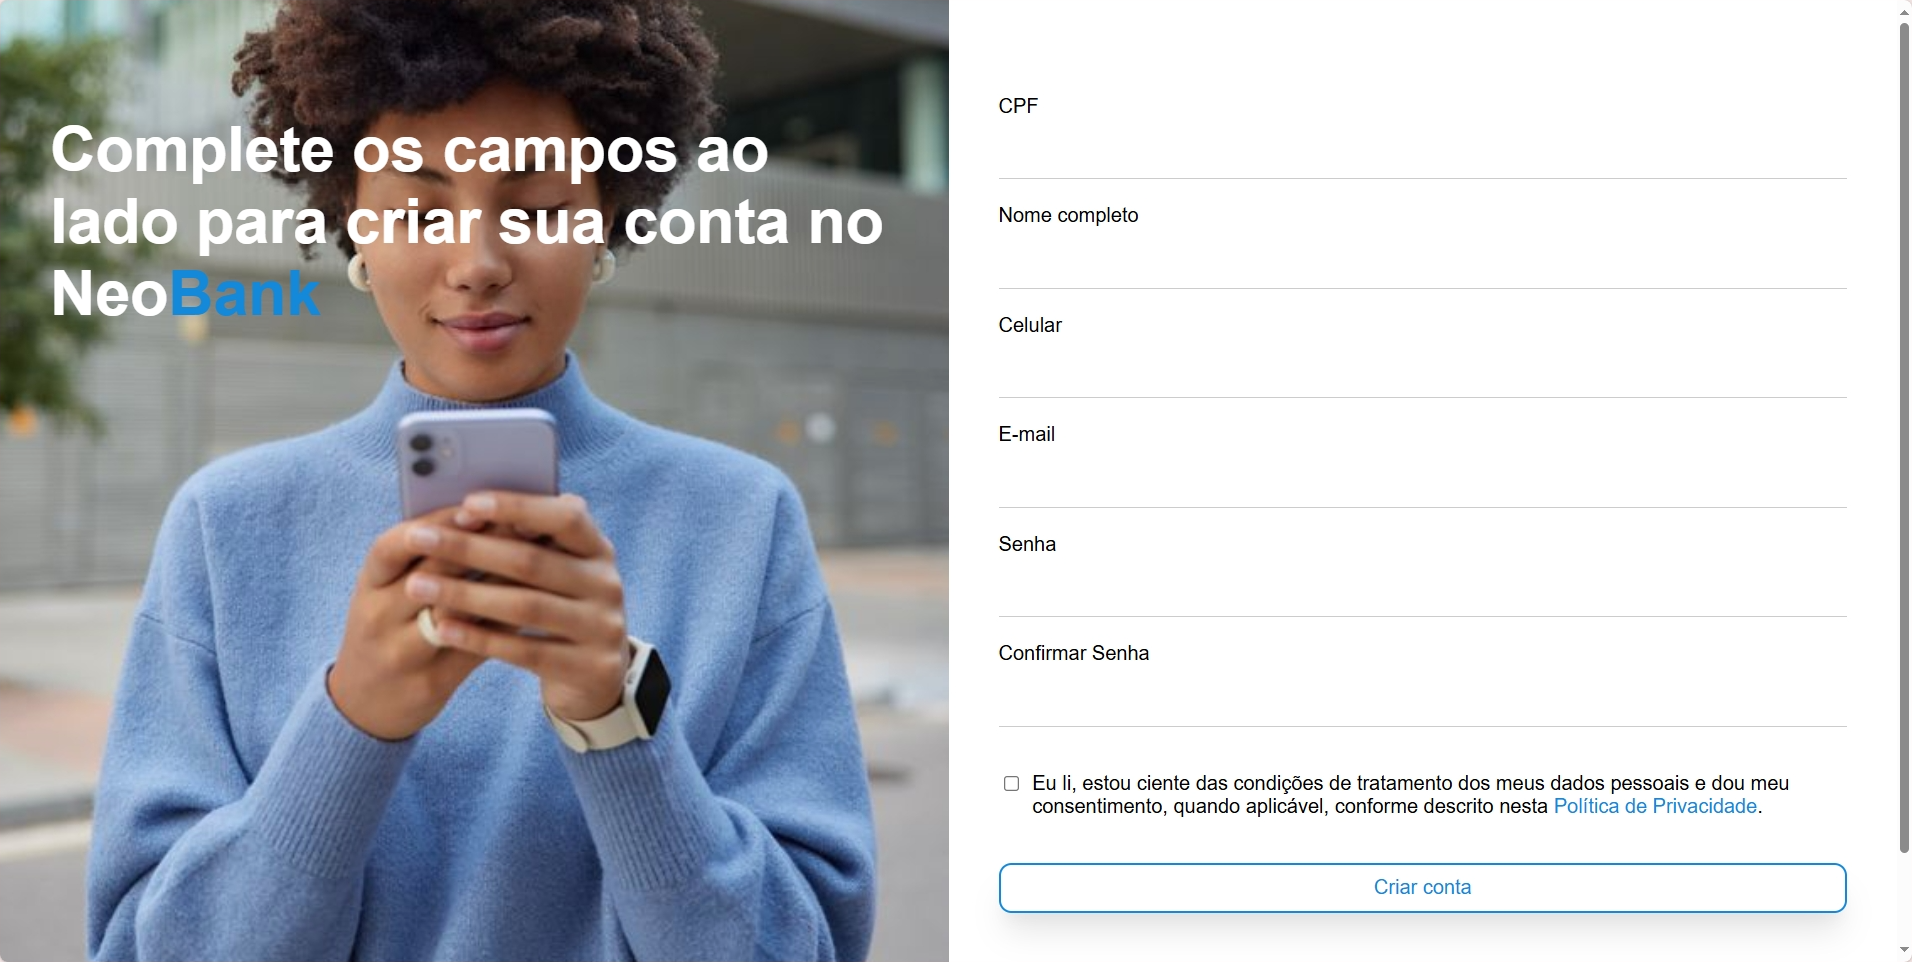 Complete os campos ao
lado para criar sua conta no
NeoBank
CPF
Nome completo
Celular
E-mail
Senha
Confirmar Senha
Eu li, estou ciente das condições de tratamento dos meus dados pessoais e dou meu
consentimento, quando aplicável, conforme descrito nesta Política de Privacidade.
Criar conta